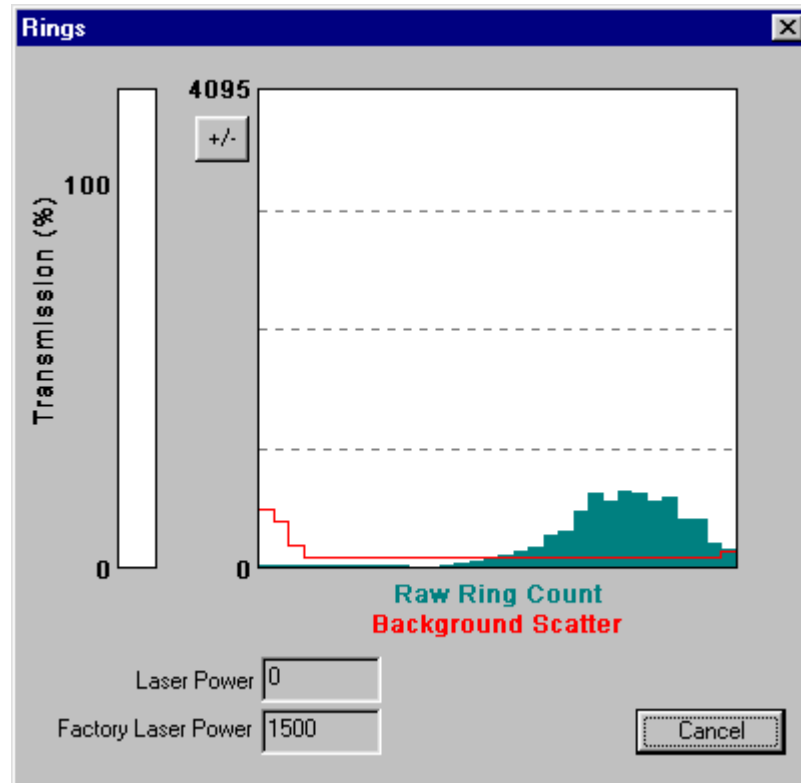 Rings
4095
+/-
100
Transmission (%)
0
0
Raw Ring Count
Background Scatter
Laser Power 0
Factory Laser Power 1500
Cancel